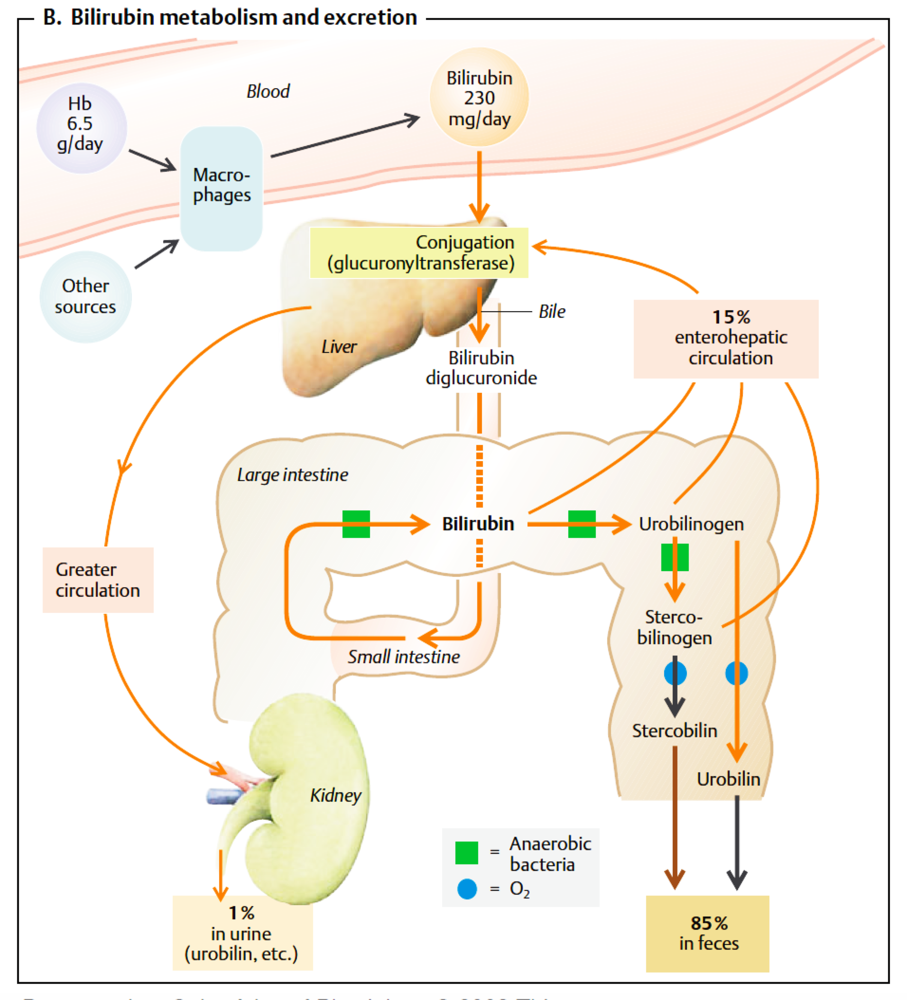 B. Bilirubin metabolism and excretion
Hb
6.5
g/day
Blood
Bilirubin
230
mg/day
Macro-
phages
Other
sources
Conjugation
(glucuronyltransferase)
Bile
Liver
Bilirubin
diglucuronide
15%
enterohepatic
circulation
Large intestine
Bilirubin
Urobilinogen
Greater
circulation
Sterco-
bilinogen
Small intestine
Stercobilin
Urobilin
Kidney
= Anaerobic
bacteria
= O₂
1%
in urine
(urobilin, etc.)
85%
in feces